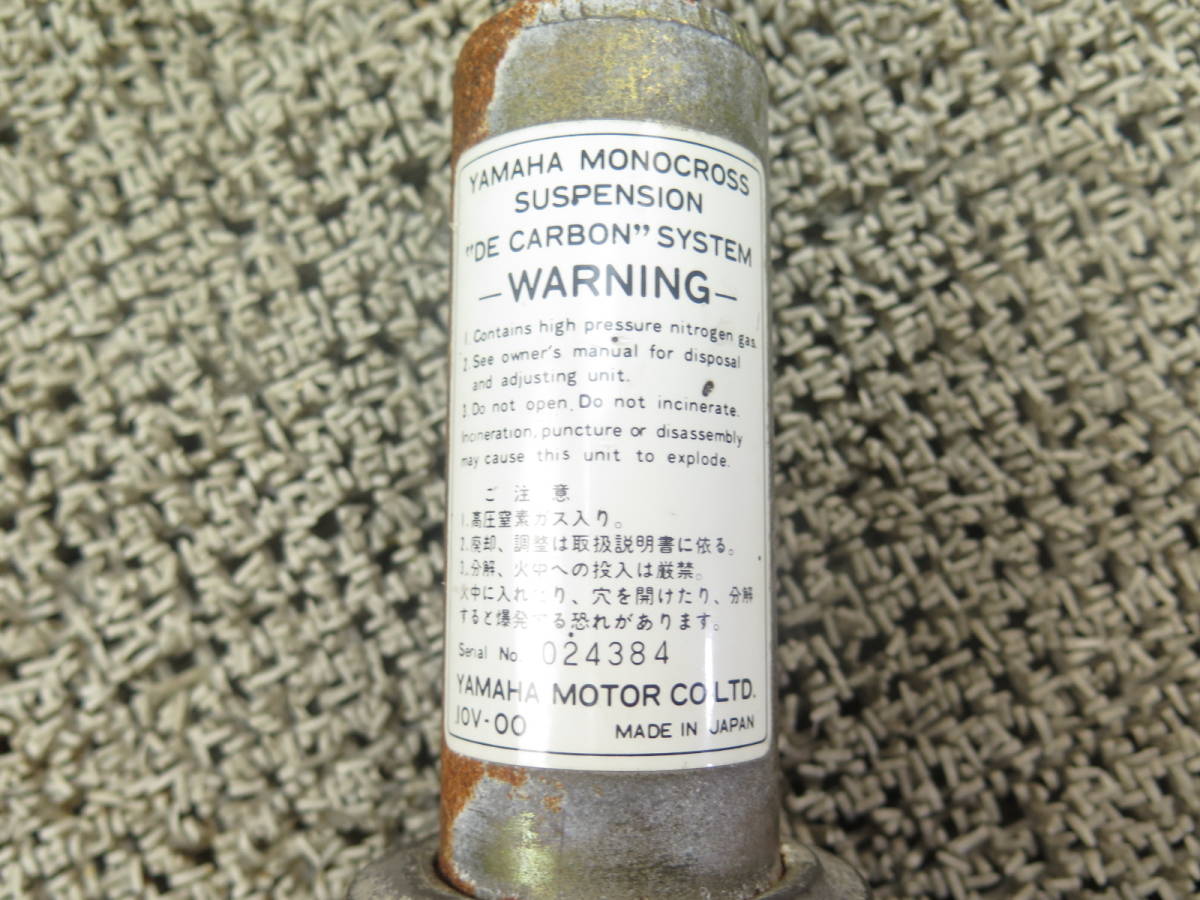 YAMAHA MONOCROSS
SUSPENSION
"DE CARBON" SYSTEM
—WARNING—
1. Contains high pressure nitrogen gas.
2. See owner's manual for disposal
and adjusting unit.
3. Do not open. Do not incinerate.
Incineration, puncture or disassembly
may cause this unit to explode.
ご 注 意
1.高圧窒素ガス入り。
2.廃却、調整は取扱説明書に依る。
3.分解、火中への投入は厳禁。
火中に入れたり、穴を開けたり、分解
すると爆発する恐れがあります。
Serial No. 024384
YAMAHA MOTOR CO LTD.
10V-00 MADE IN JAPAN